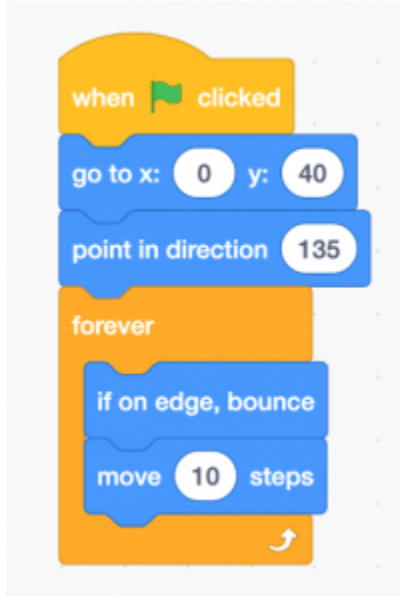 when clicked
go to x: 0 y: 40
point in direction 135
forever
if on edge, bounce
move 10 steps